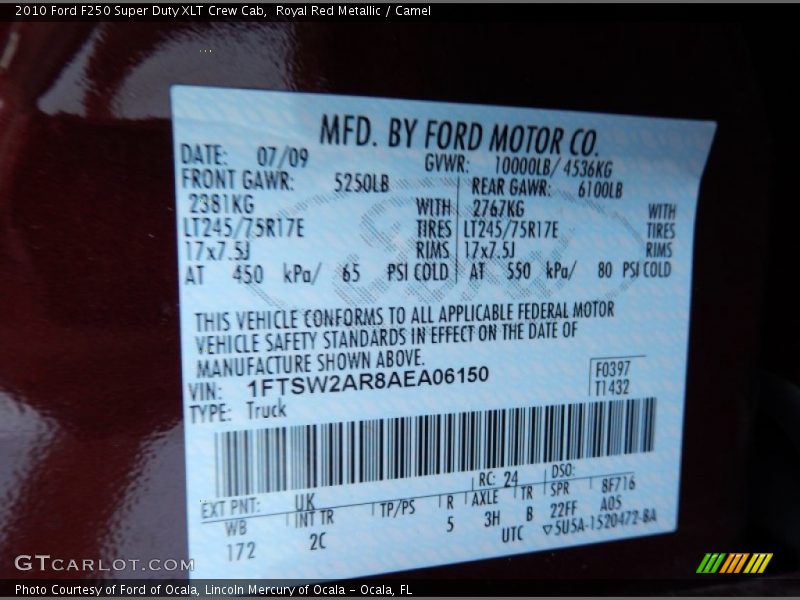 2010 Ford F250 Super Duty XLT Crew Cab, Royal Red Metallic / Camel
MFD. BY FORD MOTOR CO.
DATE: 07/09 GVWR: 10000LB/ 4536KG
FRONT GAWR: 5250LB REAR GAWR: 6100LB
2381KG WITH 2767KG WITH
LT245/75R17E TIRES LT245/75R17E TIRES
17x7.5J RIMS 17x7.5J RIMS
AT 450 kPa/ 65 PSI COLD AT 550 kPa/ 80 PSI COLD
THIS VEHICLE CONFORMS TO ALL APPLICABLE FEDERAL MOTOR
VEHICLE SAFETY STANDARDS IN EFFECT ON THE DATE OF
MANUFACTURE SHOWN ABOVE.
VIN: 1FTSW2AR8AEA06150 F0397
TYPE: Truck T1432
EXT PNT: UK RC: 24 DSO:
WB INT TR TP/PS R AXLE TR SPR 8F716
172 2C 5 3H B 22FF A05
UTC ▽5U5A-1520472-BA
GTCARLOT.COM
Photo Courtesy of Ford of Ocala, Lincoln Mercury of Ocala - Ocala, FL